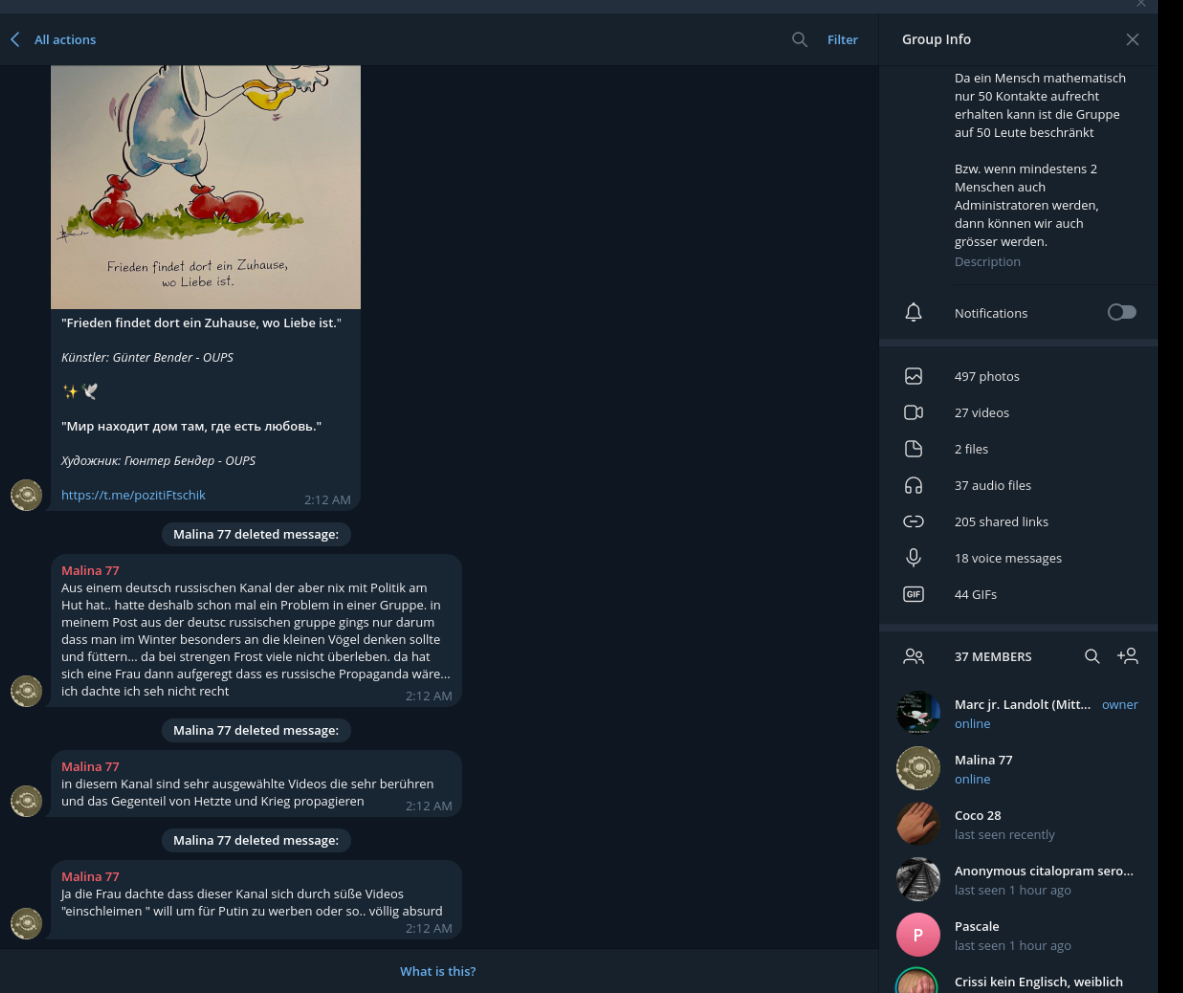 All actions
Filter
Frieden findet dort ein Zuhause,
wo Liebe ist.
"Frieden findet dort ein Zuhause, wo Liebe ist."
Künstler: Günter Bender - OUPS
✨🕊
"Мир находит дом там, где есть любовь."
Художник: Гюнтер Бендер - OUPS
https://t.me/pozitiFtschik
2:12 AM
Malina 77 deleted message:
Malina 77
Aus einem deutsch russischen Kanal der aber nix mit Politik am
Hut hat.. hatte deshalb schon mal ein Problem in einer Gruppe. in
meinem Post aus der deutsc russischen gruppe gings nur darum
dass man im Winter besonders an die kleinen Vögel denken sollte
und füttern... da bei strengen Frost viele nicht überleben. da hat
sich eine Frau dann aufgeregt dass es russische Propaganda wäre...
ich dachte ich seh nicht recht
2:12 AM
Malina 77 deleted message:
Malina 77
in diesem Kanal sind sehr ausgewählte Videos die sehr berühren
und das Gegenteil von Hetzte und Krieg propagieren
2:12 AM
Malina 77 deleted message:
Malina 77
Ja die Frau dachte dass dieser Kanal sich durch süße Videos
"einschleimen " will um für Putin zu werben oder so.. völlig absurd
2:12 AM
What is this?
Group Info
Da ein Mensch mathematisch
nur 50 Kontakte aufrecht
erhalten kann ist die Gruppe
auf 50 Leute beschränkt
Bzw. wenn mindestens 2
Menschen auch
Administratoren werden,
dann können wir auch
grösser werden.
Description
Notifications
497 photos
27 videos
2 files
37 audio files
205 shared links
18 voice messages
GIF
44 GIFs
37 MEMBERS
Marc jr. Landolt (Mitt... owner
online
Malina 77
online
Coco 28
last seen recently
Anonymous citalopram sero...
last seen 1 hour ago
P
Pascale
last seen 1 hour ago
Crissi kein Englisch, weiblich